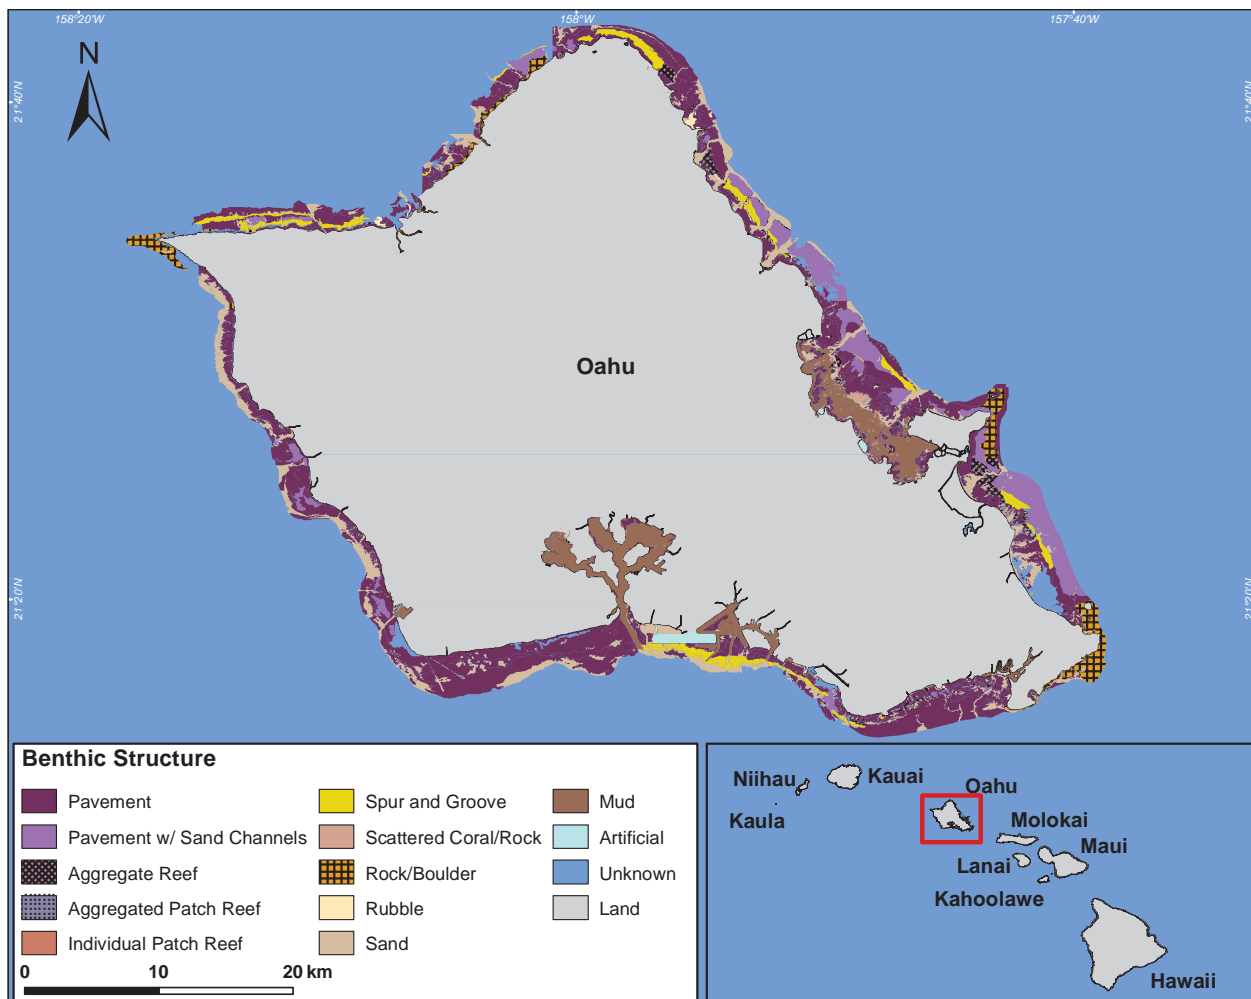 158°20'W 158°W 157°40'W
N
21°40'N 21°40'N
Oahu
21°20'N 21°20'N
Benthic Structure
Pavement Spur and Groove Mud
Pavement w/ Sand Channels Scattered Coral/Rock Artificial
Aggregate Reef Rock/Boulder Unknown
Aggregated Patch Reef Rubble Land
Individual Patch Reef Sand
0 10 20 km
Niihau Kauai Oahu
Kaula Molokai
Maui
Lanai
Kahoolawe
Hawaii